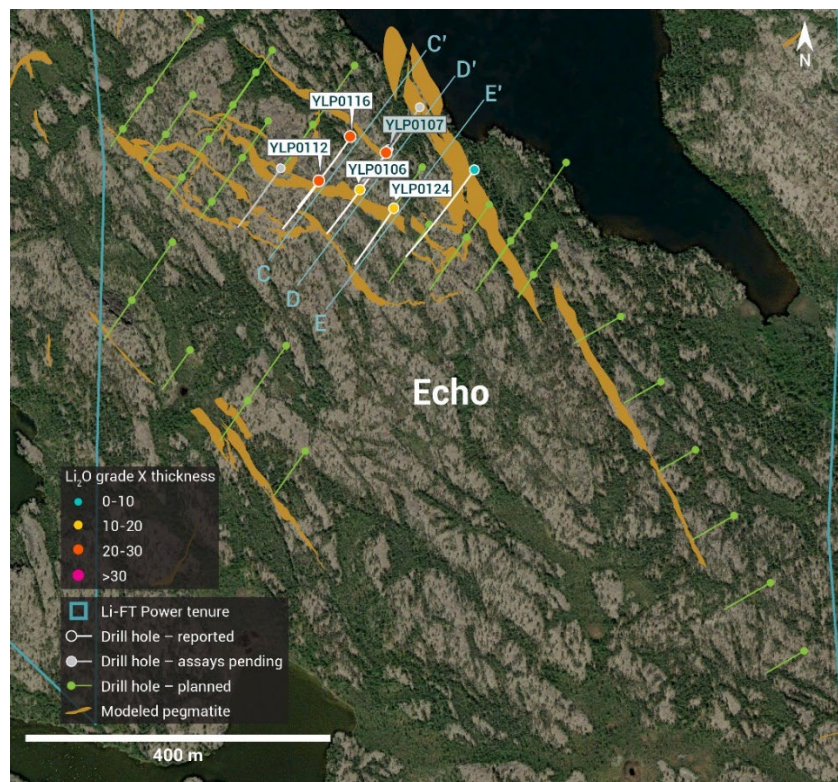 N
C'
D'
E'
YLP0116
YLP0107
YLP0112
YLP0106
YLP0124
C
D
E
Echo
Li₂O grade X thickness
0-10
10-20
20-30
>30
Li-FT Power tenure
Drill hole – reported
Drill hole – assays pending
Drill hole – planned
Modeled pegmatite
400 m